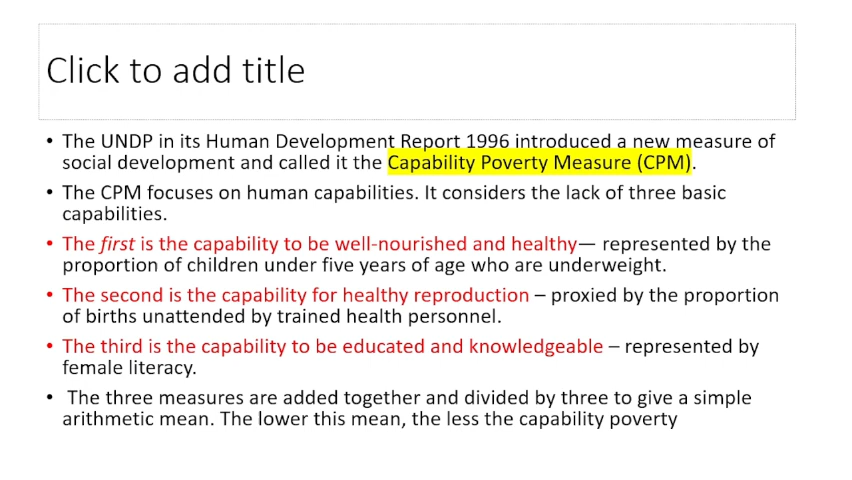 Click to add title
• The UNDP in its Human Development Report 1996 introduced a new measure of
social development and called it the Capability Poverty Measure (CPM).
• The CPM focuses on human capabilities. It considers the lack of three basic
capabilities.
• The first is the capability to be well-nourished and healthy— represented by the
proportion of children under five years of age who are underweight.
• The second is the capability for healthy reproduction – proxied by the proportion
of births unattended by trained health personnel.
• The third is the capability to be educated and knowledgeable – represented by
female literacy.
• The three measures are added together and divided by three to give a simple
arithmetic mean. The lower this mean, the less the capability poverty